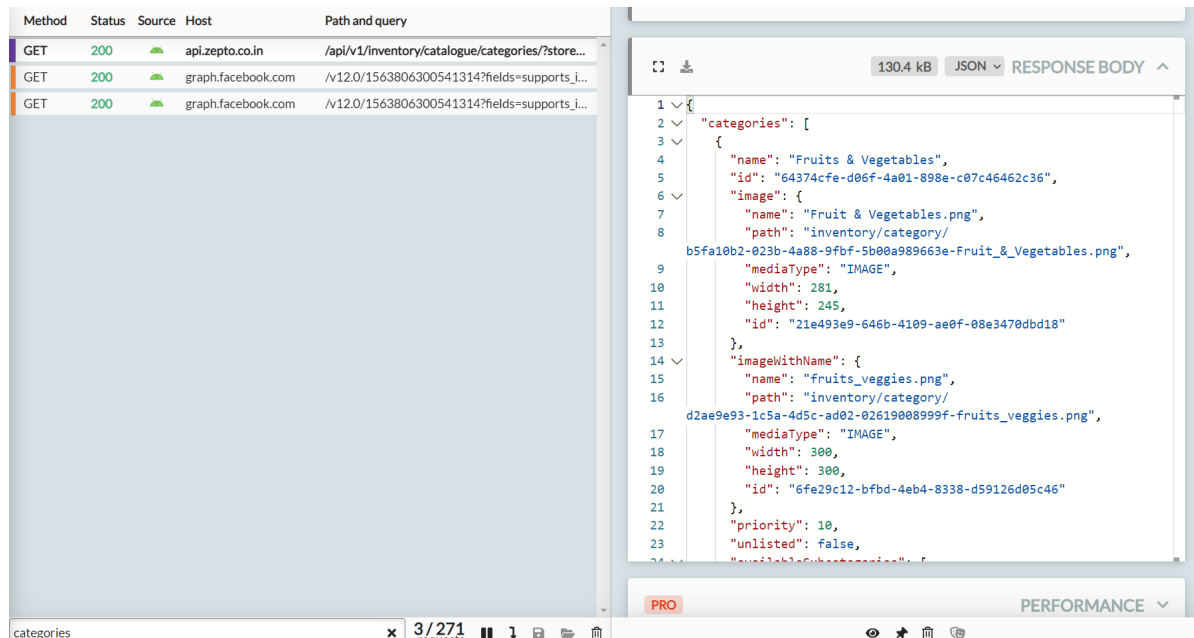 Method Status Source Host Path and query
GET 200 api.zepto.co.in /api/v1/inventory/catalogue/categories/?store...
GET 200 graph.facebook.com /v12.0/1563806300541314?fields=supports_i...
GET 200 graph.facebook.com /v12.0/1563806300541314?fields=supports_i...
categories
3/271
130.4 kB JSON RESPONSE BODY
1 {
2 "categories": [
3 {
4 "name": "Fruits & Vegetables",
5 "id": "64374cfe-d06f-4a01-898e-c07c46462c36",
6 "image": {
7 "name": "Fruit & Vegetables.png",
8 "path": "inventory/category/
b5fa10b2-023b-4a88-9fbf-5b00a989663e-Fruit_&_Vegetables.png",
9 "mediaType": "IMAGE",
10 "width": 281,
11 "height": 245,
12 "id": "21e493e9-646b-4109-ae0f-08e3470dbd18"
13 },
14 "imageWithName": {
15 "name": "fruits_veggies.png",
16 "path": "inventory/category/
d2ae9e93-1c5a-4d5c-ad02-02619008999f-fruits_veggies.png",
17 "mediaType": "IMAGE",
18 "width": 300,
19 "height": 300,
20 "id": "6fe29c12-bfbd-4eb4-8338-d59126d05c46"
21 },
22 "priority": 10,
23 "unlisted": false,
24 "availableSubcategories": [
PRO PERFORMANCE